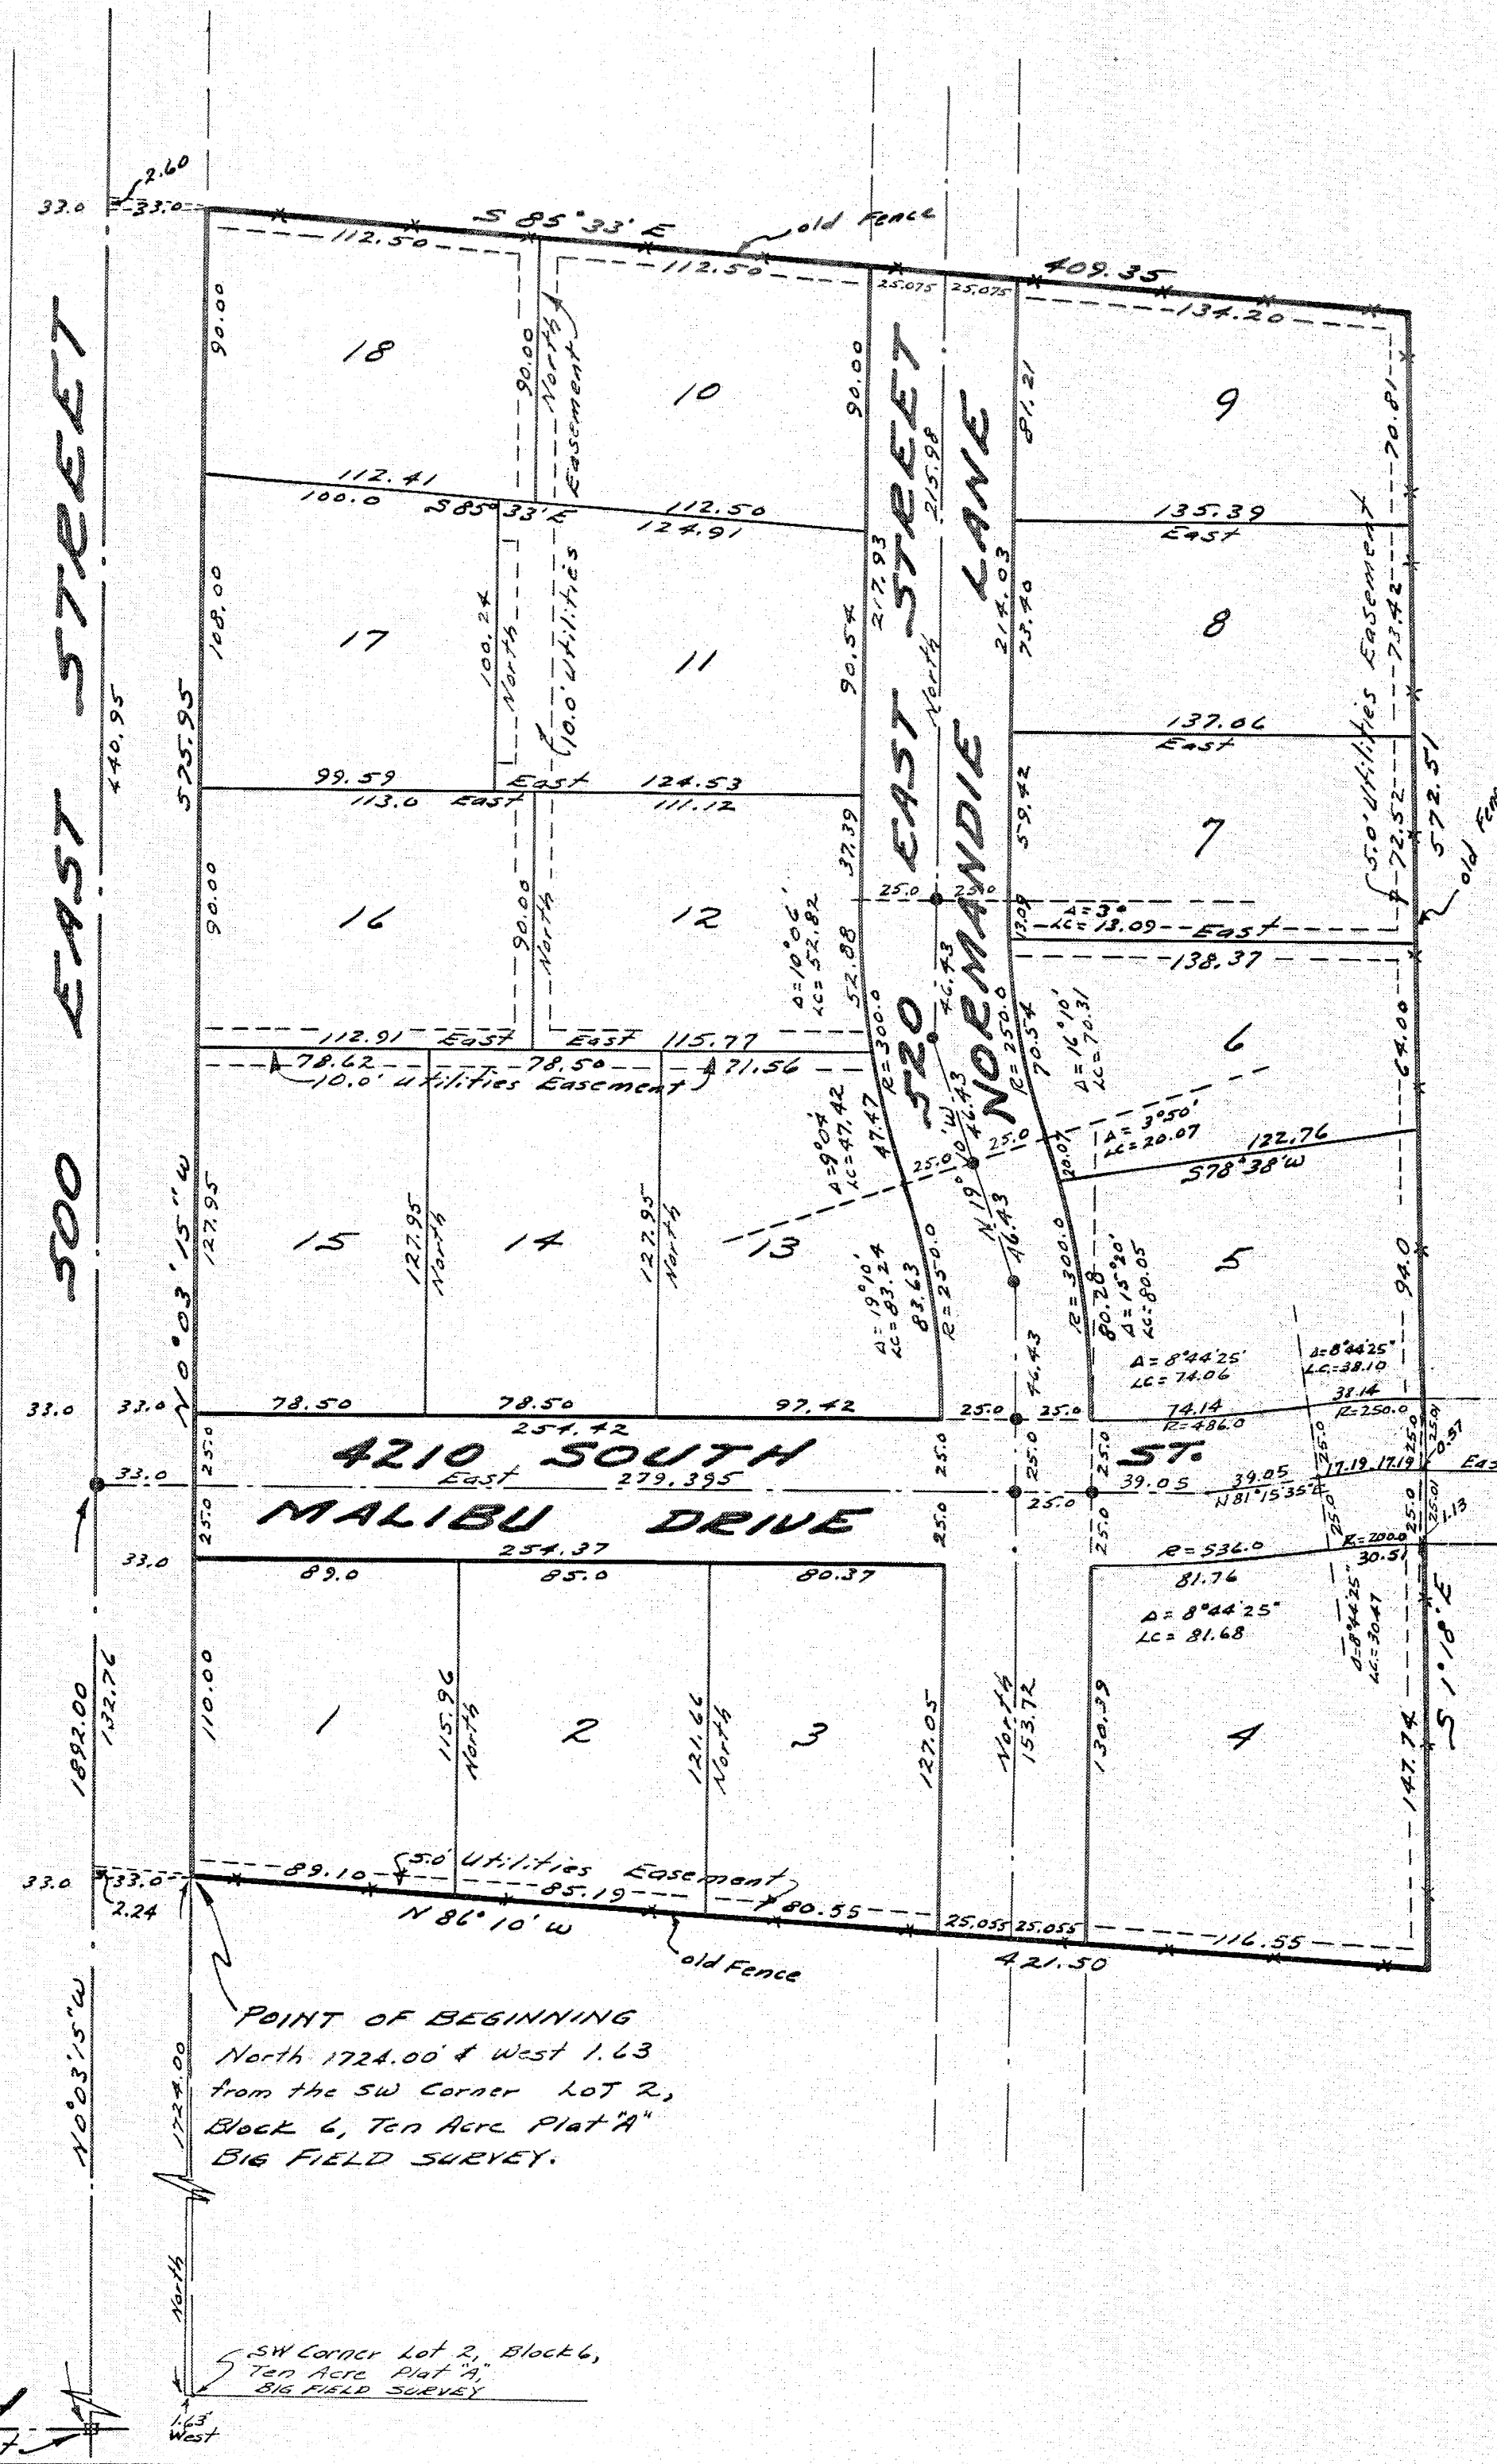 2.60
33.0
33.0
S 85°33' E
old Fence
409.35
112.50
112.50
25.075
25.075
134.20
90.00
18
90.00
North
Easement
10
90.00
81.21
9
70.81
500 EAST STREET
440.95
575.95
520 EAST STREET
NORMANDIE LANE
215.98
North
112.41
100.0
S 85°33' E
112.50
124.91
135.39
East
108.00
17
100.24
North
10.0' Utilities
11
90.54
217.93
214.03
73.40
8
5.0' Utilities Easement
73.42
137.06
East
99.59
East
124.53
113.0
East
111.12
90.00
16
90.00
North
12
37.39
59.42
7
72.52
572.51
old
25.0
25.0
Δ=10°06'
LC=52.82
52.88
13.09
Δ=3°
LC=13.09
East
138.37
46.43
R=300.0
R=250.0
70.54
Δ=16°10'
LC=70.31
6
64.00
112.91
East
East
115.77
78.62
78.50
71.56
10.0' Utilities Easement
Δ=9°04'
LC=47.42
47.47
46.43
N 19°10' W
25.0
25.0
20.07
Δ=3°50'
LC=20.07
122.76
S78°38'W
N 0°03'15" W
127.95
15
127.95
North
14
127.95
North
13
Δ=19°10'
LC=83.24
83.63
R=250.0
46.43
R=300.0
80.28
Δ=15°20'
LC=80.05
5
94.0
46.43
Δ=8°44'25"
LC=74.06
Δ=8°44'25"
LC=38.10
33.0
33.0
78.50
78.50
97.42
25.0
25.0
74.14
38.14
254.42
R=486.0
R=250.0
25.0
4210 SOUTH ST.
25.0
25.0
25.0
25.0
25.0
25.01
0.87
33.0
East
279.395
39.05
39.05
17.19
17.19
N 81°15'35" E
25.0
MALIBU DRIVE
25.0
25.0
25.0
25.0
25.0
25.01
1.13
33.0
254.37
R=536.0
R=200.0
89.0
85.0
80.37
81.76
30.51
Δ=8°44'25"
LC=81.68
Δ=8°44'25"
LC=30.47
S 1°18' E
1892.00
132.76
110.00
1
115.96
North
2
121.66
North
3
127.05
North
153.72
130.39
4
147.74
33.0
33.0
2.24
89.10
5.0' Utilities Easement
85.19
80.55
25.055
25.055
116.55
N 86°10' W
old Fence
421.50
POINT OF BEGINNING
North 1724.00' & West 1.63
from the SW Corner LOT 2,
Block 6, Ten Acre Plat "A"
BIG FIELD SURVEY.
N0°03'15"W
1724.00
North
SW Corner Lot 2, Block 6,
Ten Acre Plat "A,"
BIG FIELD SURVEY
1.63'
West